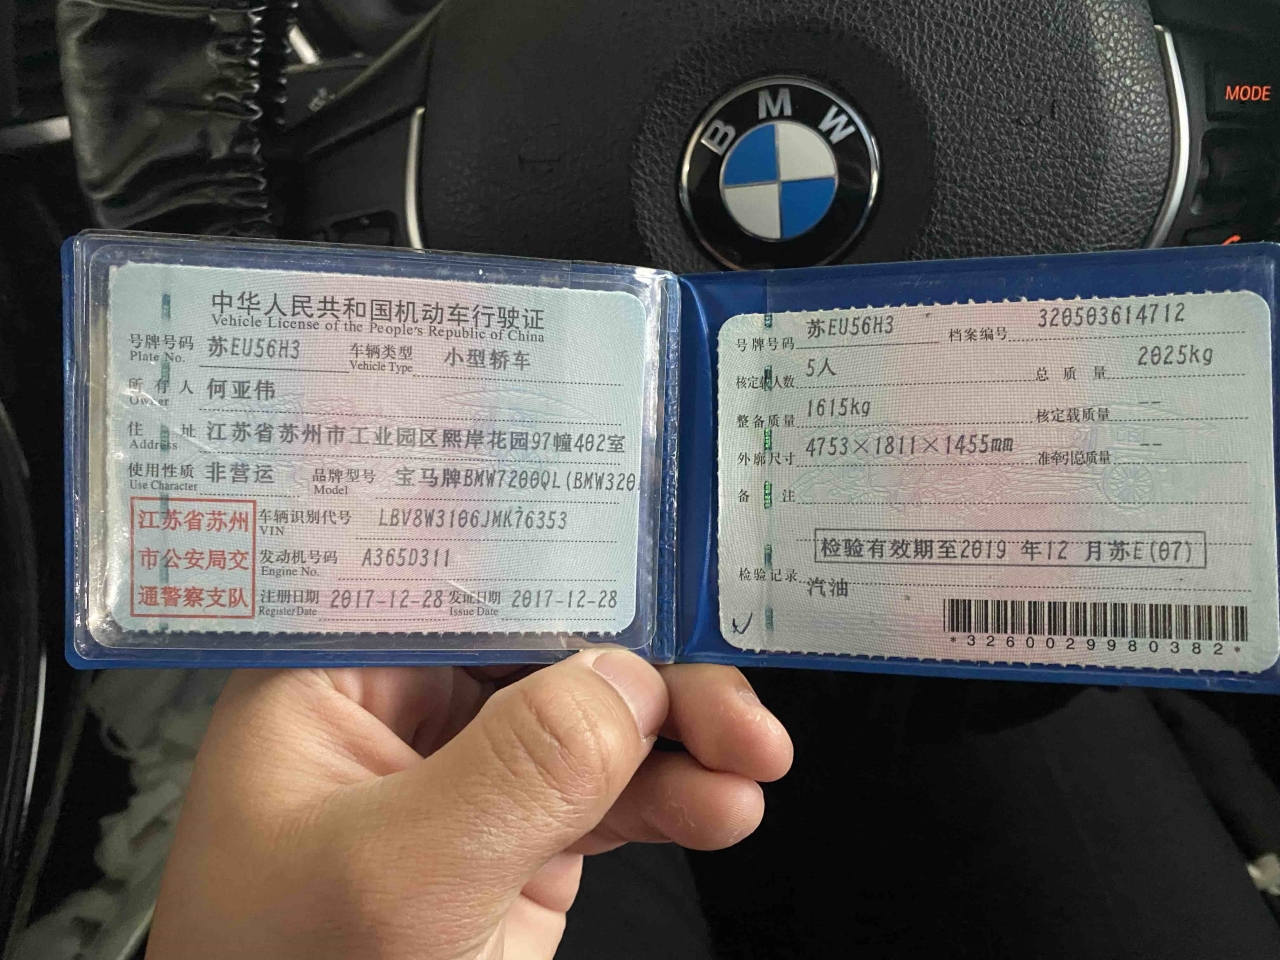 BMW
MODE
中华人民共和国机动车行驶证
Vehicle License of the People's Republic of China
号牌号码 苏EU56H3 车辆类型 小型轿车
Plate No. Vehicle Type
所有人 何亚伟
Owner
住址 江苏省苏州市工业园区熙岸花园97幢402室
Address
使用性质 非营运 品牌型号 宝马牌BMW7200QL(BMW320
Use Character Model
江苏省苏州
市公安局交
通警察支队
车辆识别代号 LBV8W3106JMK76353
VIN
发动机号码 A365D311
Engine No.
注册日期 2017-12-28 发证日期 2017-12-28
Register Date Issue Date
号牌号码 苏EU56H3 档案编号 320503614712
核定载人数 5人 总质量 2025kg
整备质量 1615kg 核定载质量 --
外廓尺寸 4753×1811×1455mm 准牵引总质量 --
备注
检验有效期至2019 年12 月苏E(07)
检验记录
汽油
*3260029980382*